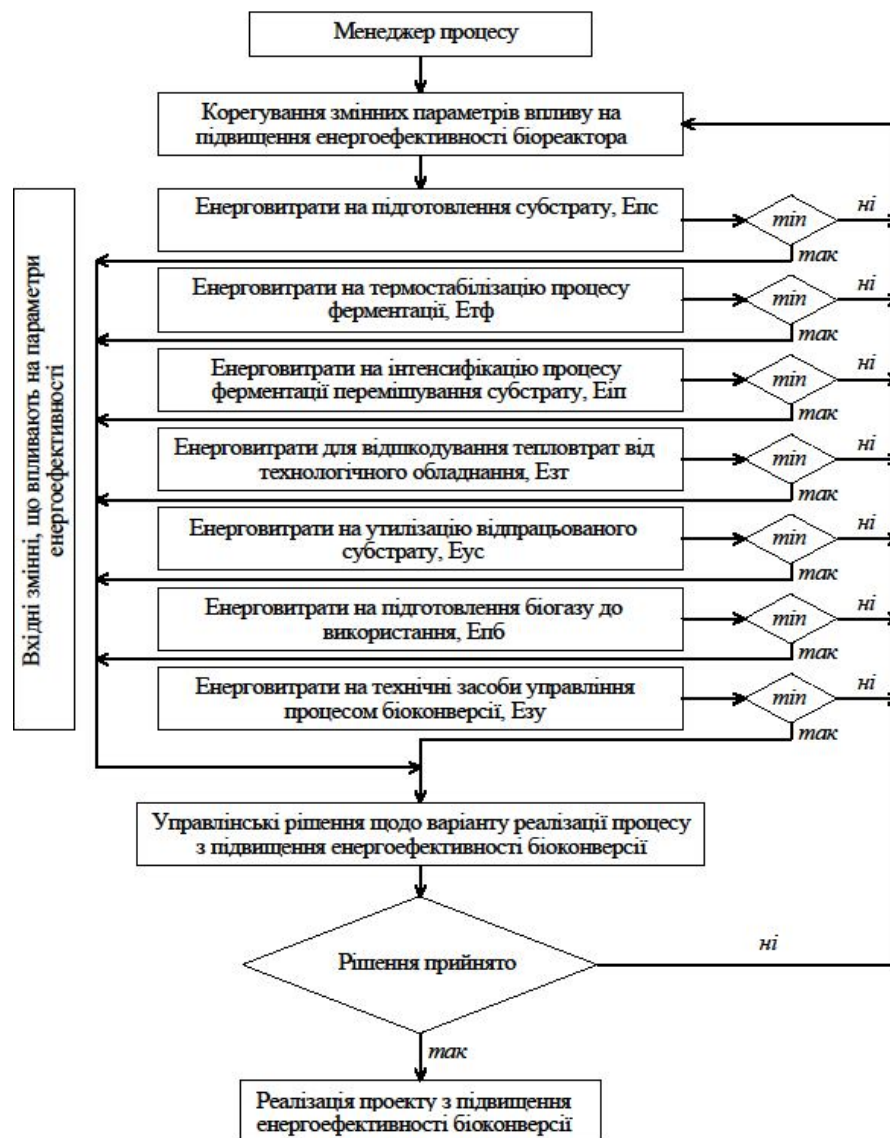 Менеджер процесу
Корегування змінних параметрів впливу на
підвищення енергоефективності біореактора
Вхідні змінні, що впливають на параметри
енергоефективності
Енерговитрати на підготовлення субстрату, Епс
min
ні
так
Енерговитрати на термостабілізацію процесу
ферментації, Етф
min
ні
так
Енерговитрати на інтенсифікацію процесу
ферментації перемішування субстрату, Еіп
min
ні
так
Енерговитрати для відшкодування тепловтрат від
технологічного обладнання, Езт
min
ні
так
Енерговитрати на утилізацію відпрацьованого
субстрату, Еус
min
ні
так
Енерговитрати на підготовлення біогазу до
використання, Епб
min
ні
так
Енерговитрати на технічні засоби управління
процесом біоконверсії, Езу
min
ні
так
Управлінські рішення щодо варіанту реалізації процесу
з підвищення енергоефективності біоконверсії
Рішення прийнято
ні
так
Реалізація проекту з підвищення
енергоефективності біоконверсії